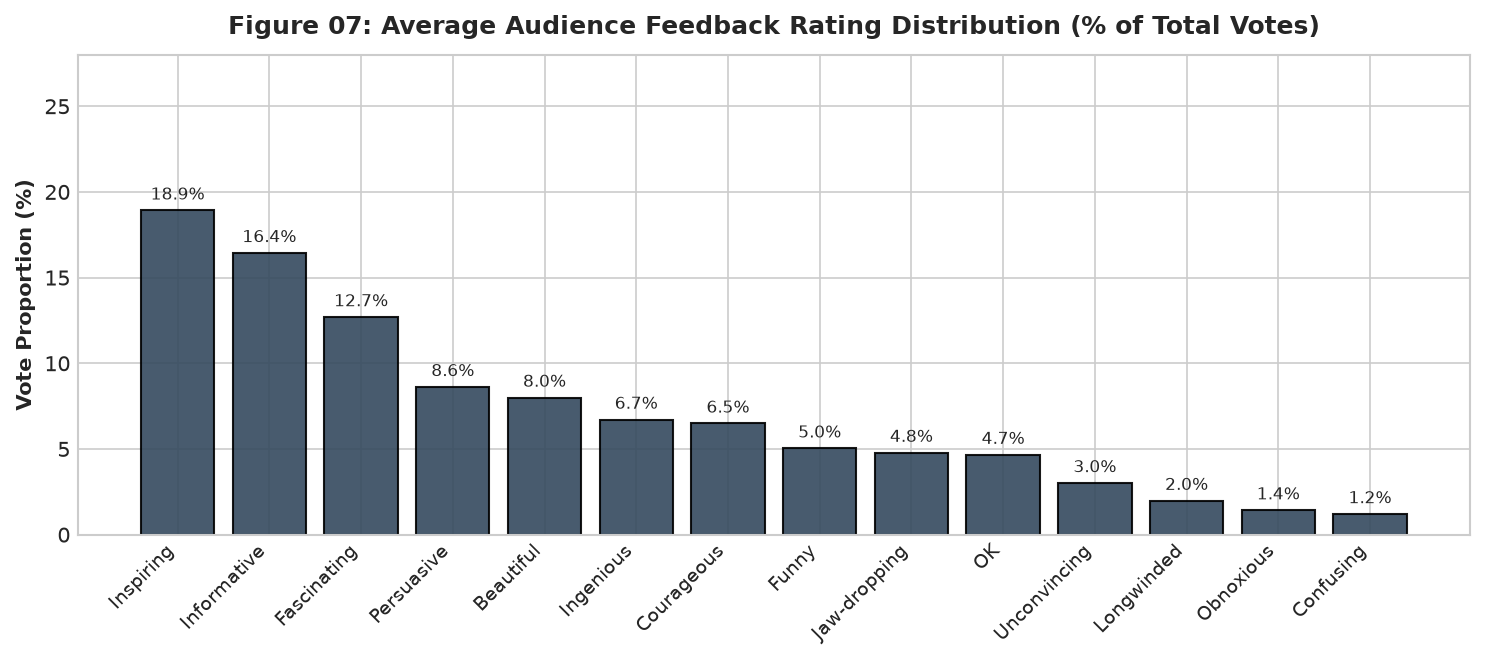 Figure 07: Average Audience Feedback Rating Distribution (% of Total Votes)
Vote Proportion (%)
25
20
15
10
5
0
18.9%
16.4%
12.7%
8.6%
8.0%
6.7%
6.5%
5.0%
4.8%
4.7%
3.0%
2.0%
1.4%
1.2%
Inspiring
Informative
Fascinating
Persuasive
Beautiful
Ingenious
Courageous
Funny
Jaw-dropping
OK
Unconvincing
Longwinded
Obnoxious
Confusing